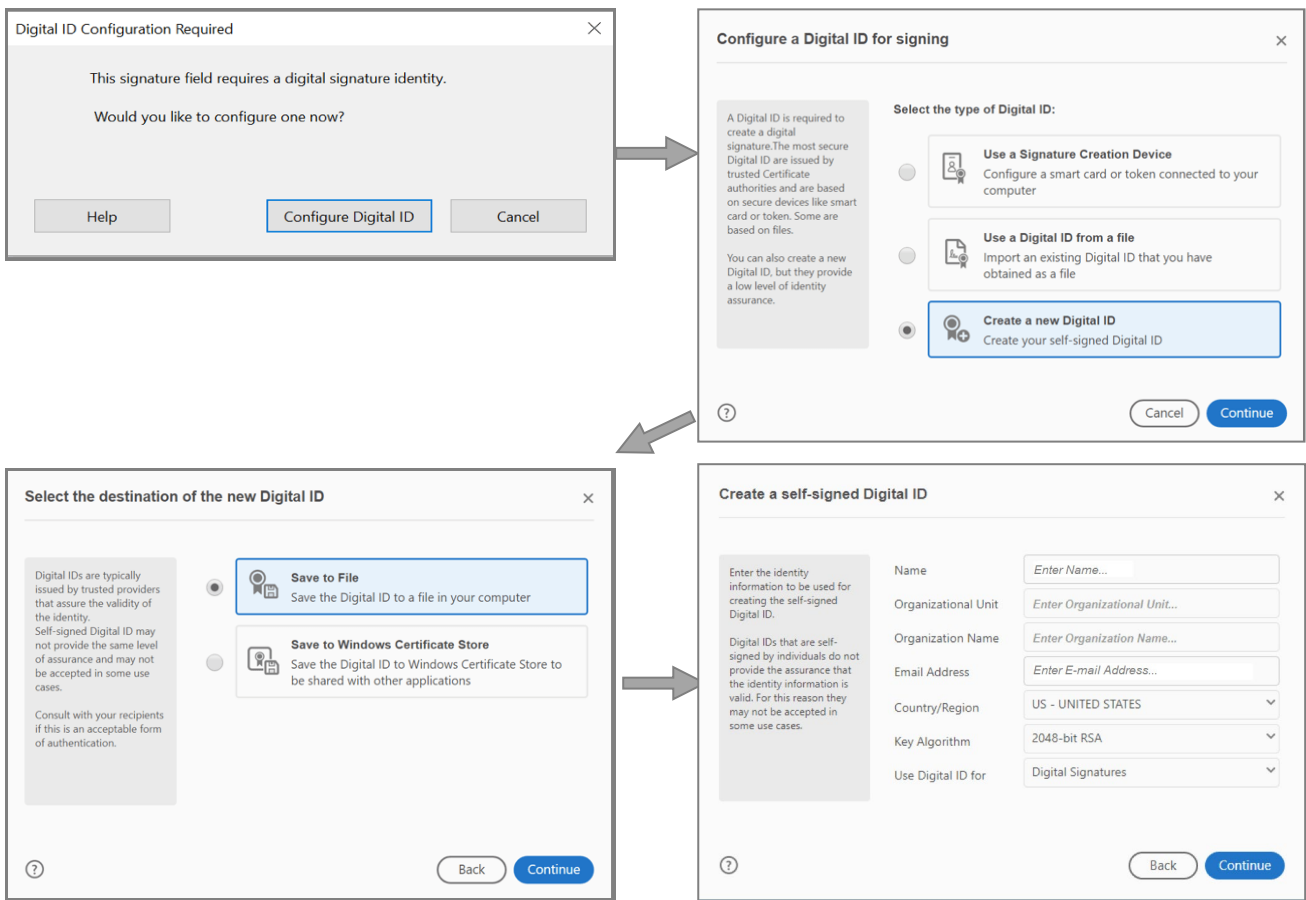 Digital ID Configuration Required
This signature field requires a digital signature identity.
Would you like to configure one now?
Help
Configure Digital ID
Cancel
Configure a Digital ID for signing
A Digital ID is required to
create a digital
signature.The most secure
Digital ID are issued by
trusted Certificate
authorities and are based
on secure devices like smart
card or token. Some are
based on files.
You can also create a new
Digital ID, but they provide
a low level of identity
assurance.
Select the type of Digital ID:
Use a Signature Creation Device
Configure a smart card or token connected to your
computer
Use a Digital ID from a file
Import an existing Digital ID that you have
obtained as a file
Create a new Digital ID
Create your self-signed Digital ID
?
Cancel
Continue
Select the destination of the new Digital ID
Digital IDs are typically
issued by trusted providers
that assure the validity of
the identity.
Self-signed Digital ID may
not provide the same level
of assurance and may not
be accepted in some use
cases.
Consult with your recipients
if this is an acceptable form
of authentication.
Save to File
Save the Digital ID to a file in your computer
Save to Windows Certificate Store
Save the Digital ID to Windows Certificate Store to
be shared with other applications
?
Back
Continue
Create a self-signed Digital ID
Enter the identity
information to be used for
creating the self-signed
Digital ID.
Digital IDs that are self-
signed by individuals do not
provide the assurance that
the identity information is
valid. For this reason they
may not be accepted in
some use cases.
Name
Enter Name...
Organizational Unit
Enter Organizational Unit...
Organization Name
Enter Organization Name...
Email Address
Enter E-mail Address...
Country/Region
US - UNITED STATES
Key Algorithm
2048-bit RSA
Use Digital ID for
Digital Signatures
?
Back
Continue